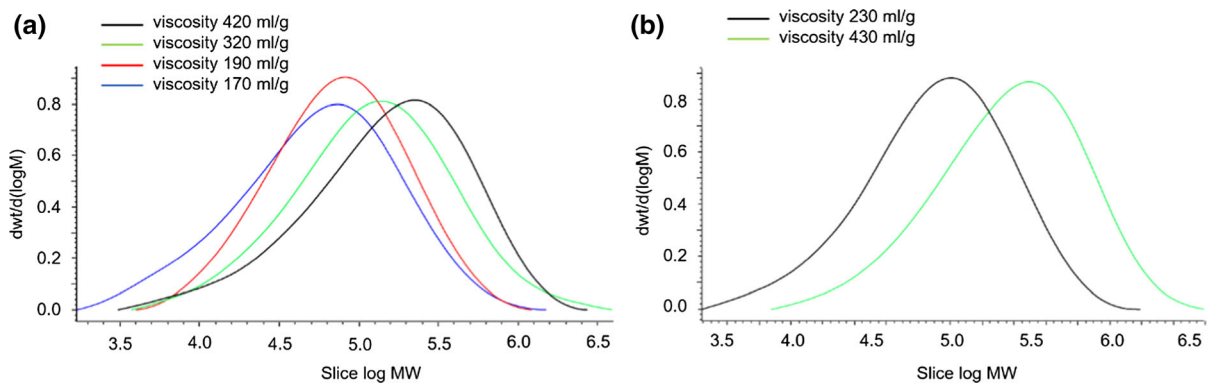 (a)
viscosity 420 ml/g
viscosity 320 ml/g
viscosity 190 ml/g
viscosity 170 ml/g
dwt/d(logM)
0.8
0.6
0.4
0.2
0.0
3.5 4.0 4.5 5.0 5.5 6.0 6.5
Slice log MW
(b)
viscosity 230 ml/g
viscosity 430 ml/g
dwt/d(logM)
0.8
0.6
0.4
0.2
0.0
3.5 4.0 4.5 5.0 5.5 6.0 6.5
Slice log MW